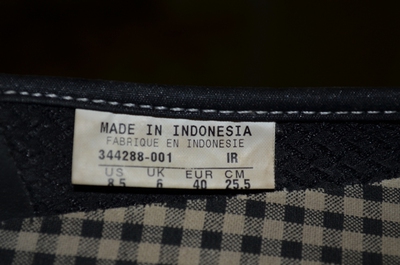 MADE IN INDONESIA
FABRIQUE EN INDONESIE
344288-001 IR
US UK EUR CM
8.5 6 40 25.5